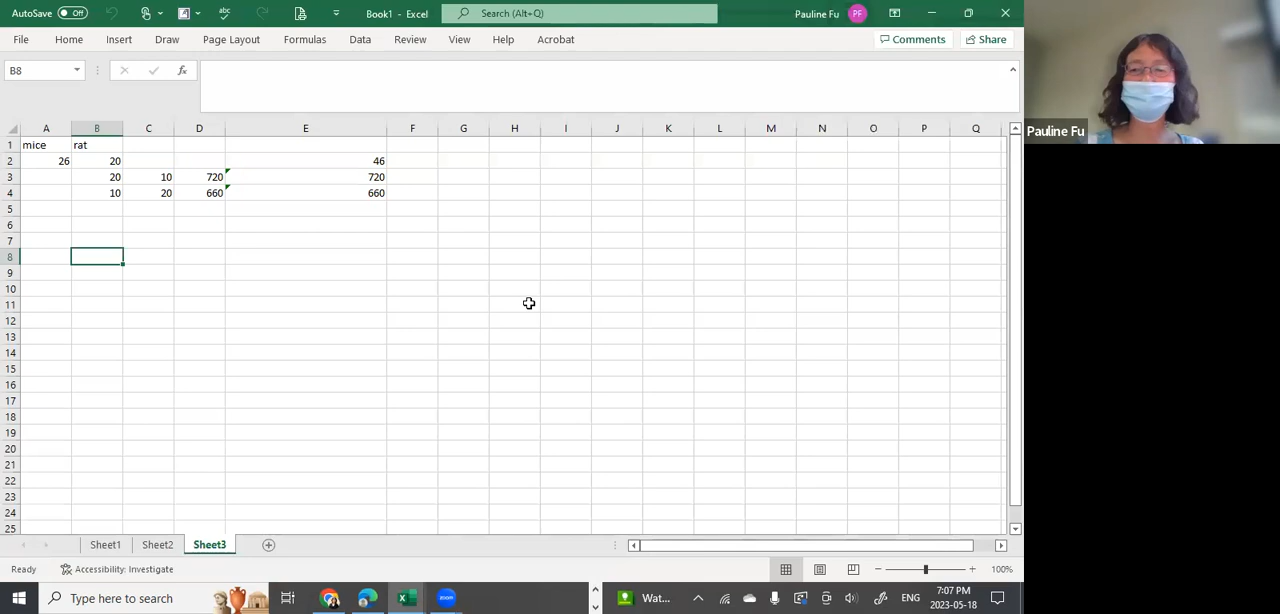 AutoSave Off Book1 - Excel Search (Alt+Q) Pauline Fu PF
File Home Insert Draw Page Layout Formulas Data Review View Help Acrobat Comments Share
B8 fx
A B C D E F G H I J K L M N O P Q
1 mice rat
2 26 20 46
3 20 10 720 720
4 10 20 660 660
5
6
7
8
9
10
11
12
13
14
15
16
17
18
19
20
21
22
23
24
25
Sheet1 Sheet2 Sheet3
Ready Accessibility: Investigate 100%
Type here to search Wat... ENG 7:07 PM
2023-05-18
Pauline Fu